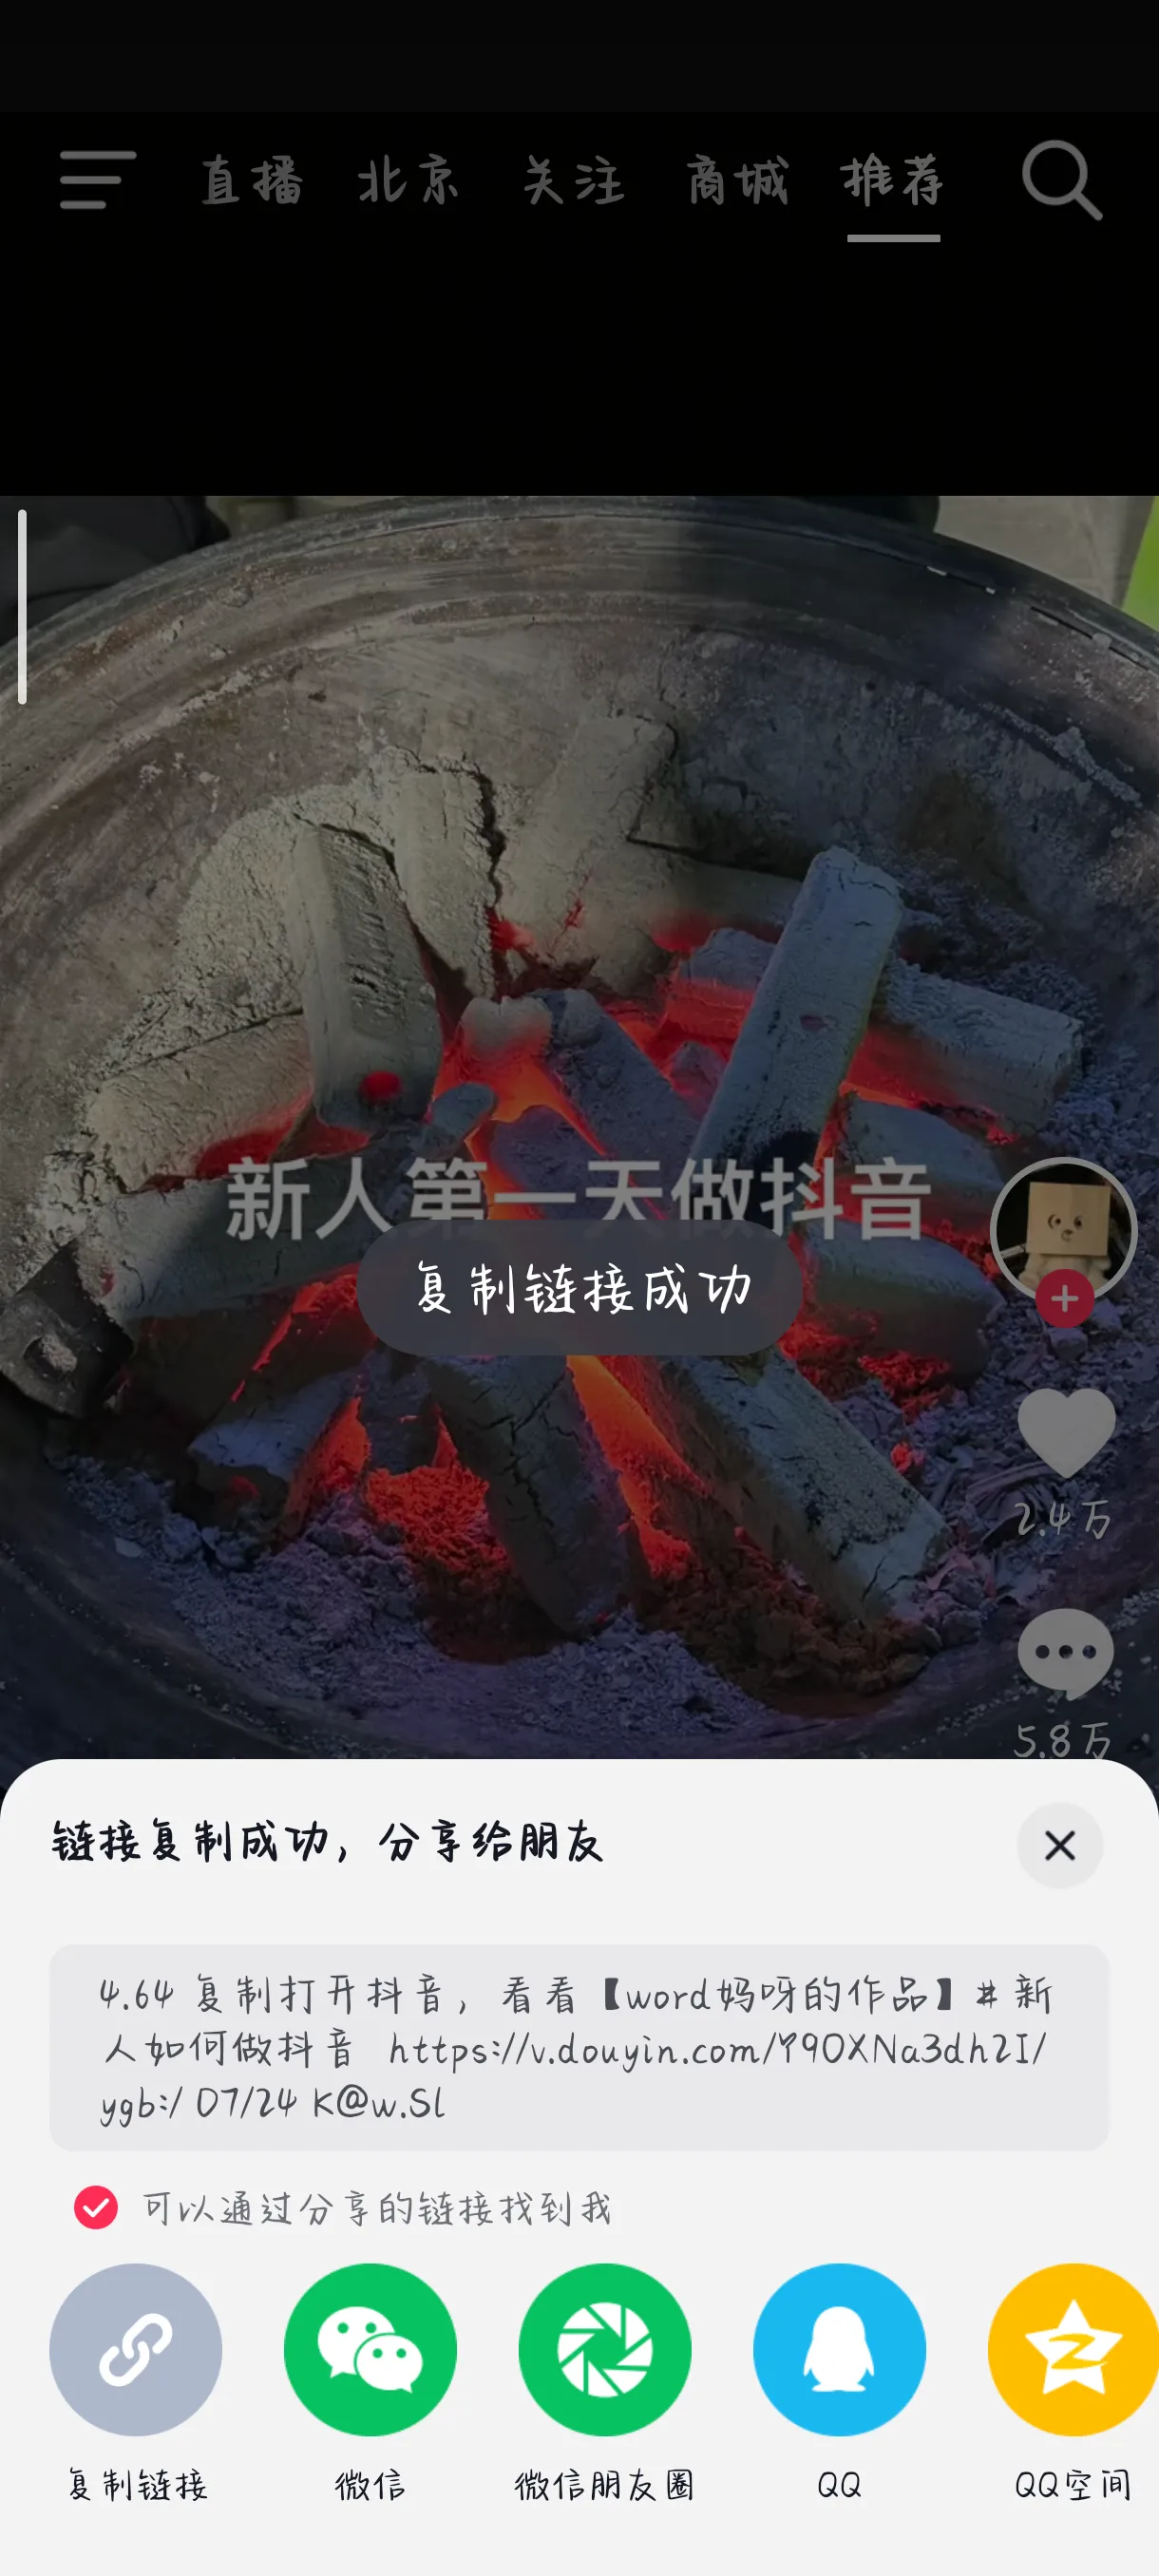 直播 北京 关注 商城 推荐
新人第一天做抖音
复制链接成功
2.4万
5.8万
链接复制成功，分享给朋友
4.64 复制打开抖音，看看【word妈呀的作品】# 新
人如何做抖音 https://v.douyin.com/Y9OXNa3dh2I/
ygb:/ 07/24 K@w.Sl
可以通过分享的链接找到我
复制链接 微信 微信朋友圈 QQ QQ空间